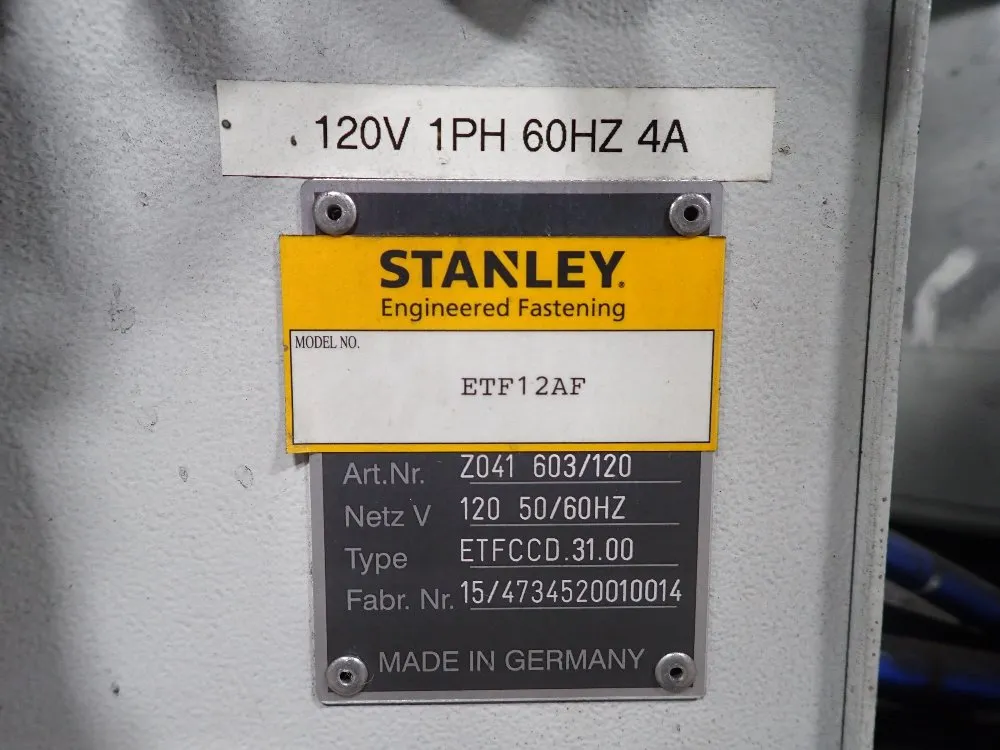 120V 1PH 60HZ 4A
STANLEY.
Engineered Fastening
MODEL NO.
ETF12AF
Art.Nr. Z041 603/120
Netz V 120 50/60HZ
Type ETFCCD.31.00
Fabr. Nr. 15/4734520010014
MADE IN GERMANY